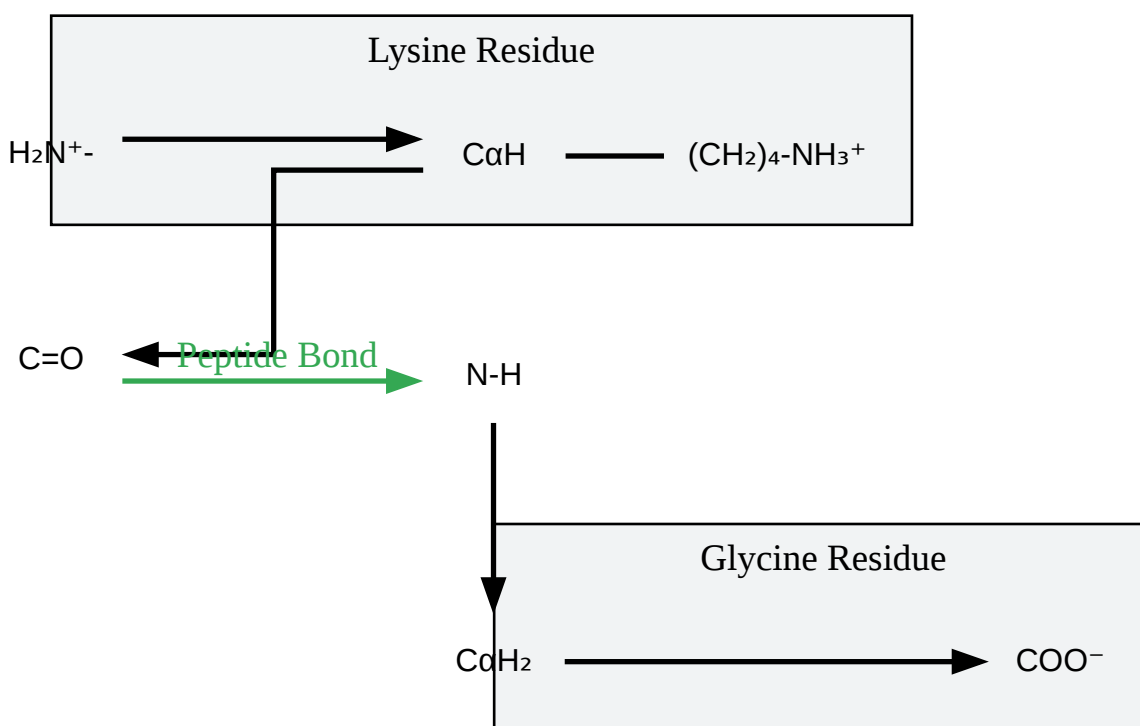 Lysine Residue
H₂N⁺-
CαH
(CH₂)₄-NH₃⁺
C=O
Peptide Bond
N-H
Glycine Residue
CαH₂
COO⁻